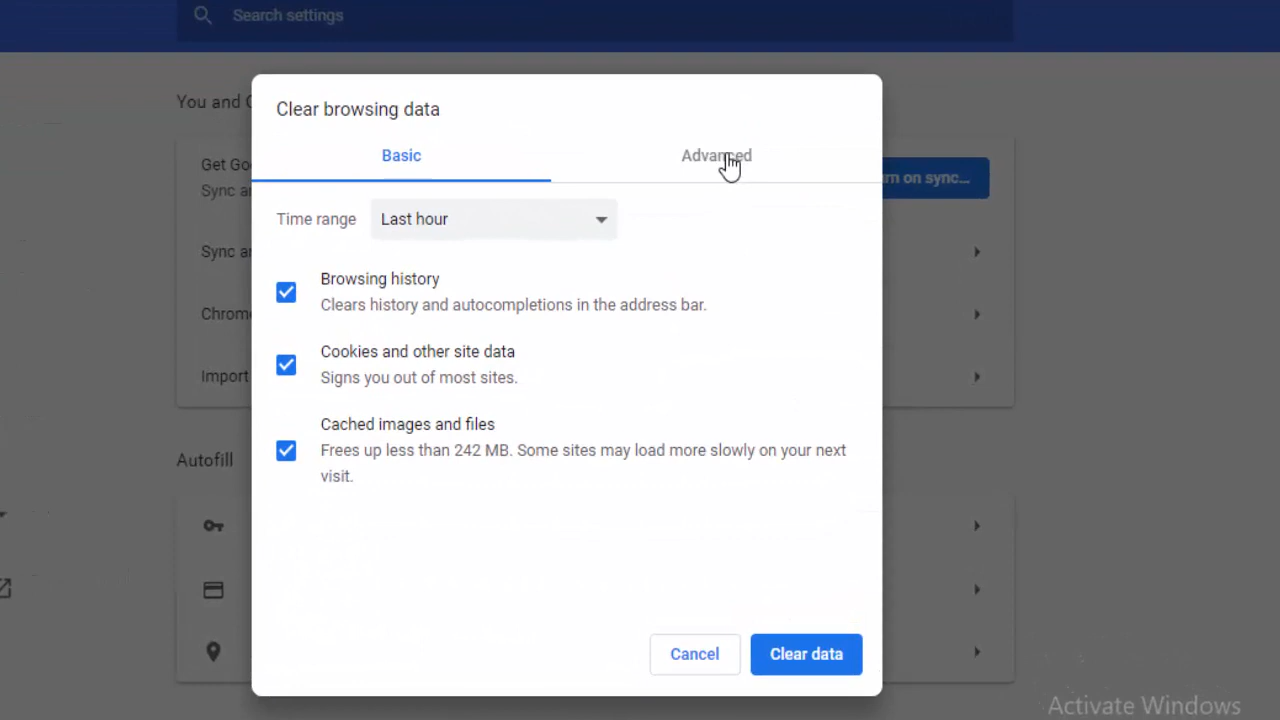 Search settings
You and
Clear browsing data
Basic
Advanced
Get Goo
Sync a
rn on sync...
Time range
Last hour
Sync a
Chrom
Import
Browsing history
Clears history and autocompletions in the address bar.
Cookies and other site data
Signs you out of most sites.
Cached images and files
Frees up less than 242 MB. Some sites may load more slowly on your next
visit.
Autofill
Cancel
Clear data
Activate Windows